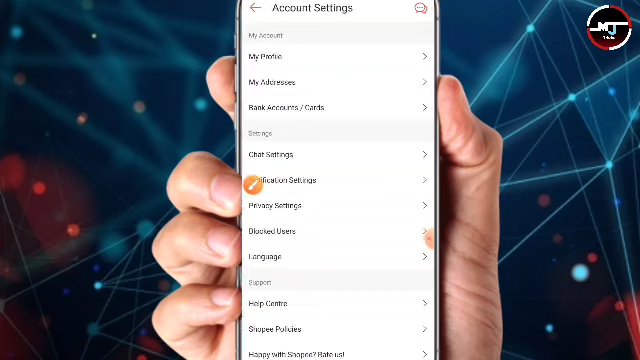 Account Settings
My Account
My Profile
My Addresses
Bank Accounts / Cards
Settings
Chat Settings
ification Settings
Privacy Settings
Blocked Users
Language
Support
Help Centre
Shopee Policies
Happy with Shopee? Rate us!
MJ